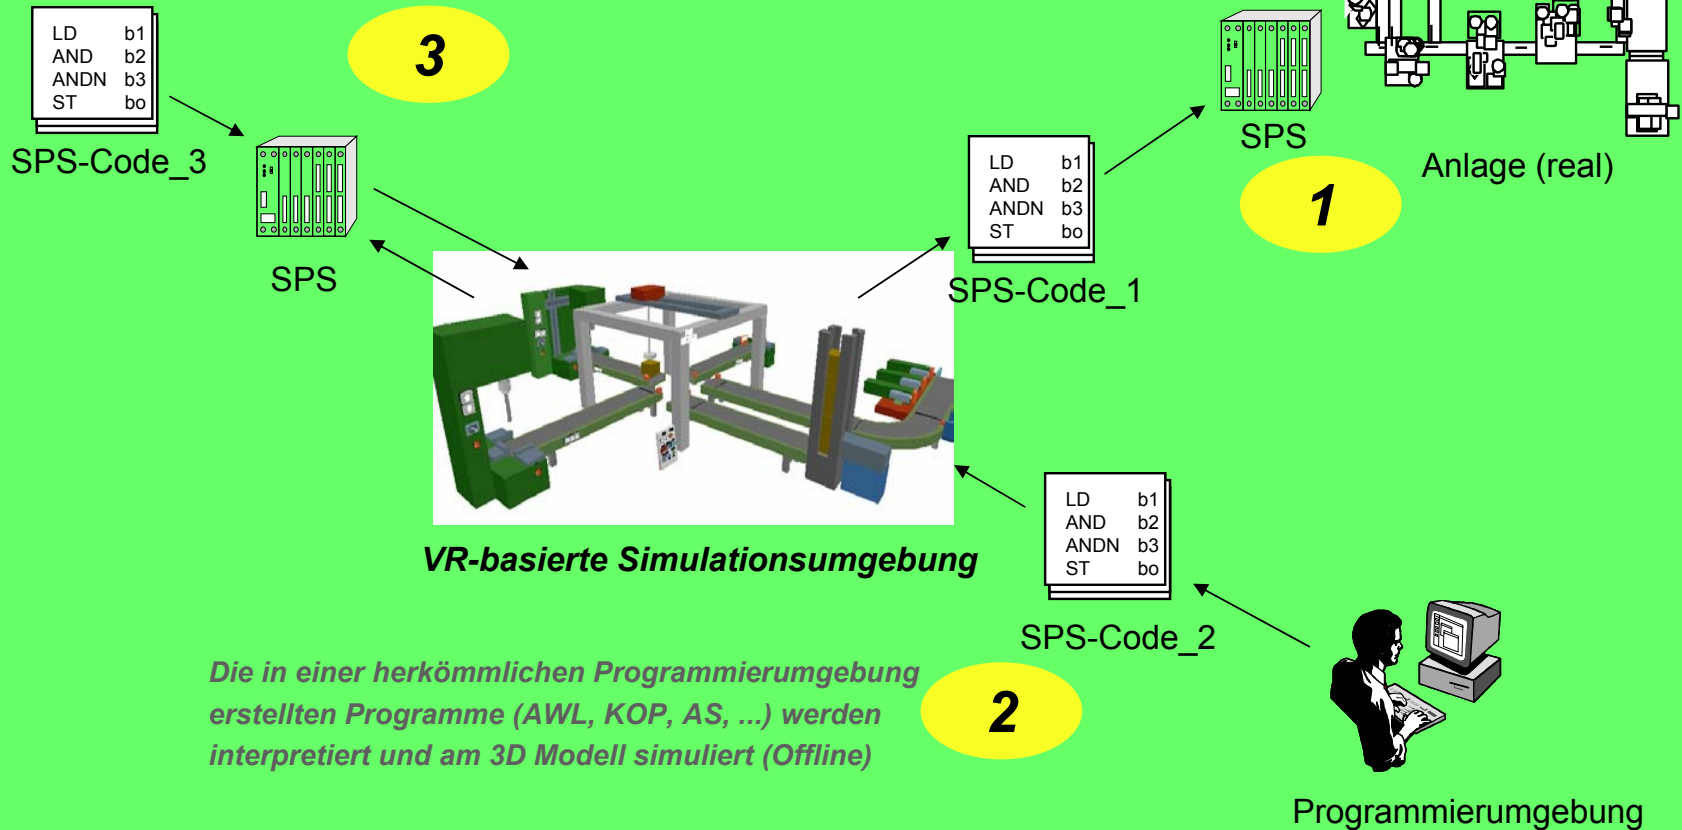 LD b1
AND b2
ANDN b3
ST bo
SPS-Code_3
3
SPS
SPS
Anlage (real)
1
LD b1
AND b2
ANDN b3
ST bo
SPS-Code_1
VR-basierte Simulationsumgebung
LD b1
AND b2
ANDN b3
ST bo
SPS-Code_2
Die in einer herkömmlichen Programmierumgebung
erstellten Programme (AWL, KOP, AS, ...) werden
interpretiert und am 3D Modell simuliert (Offline)
2
Programmierumgebung